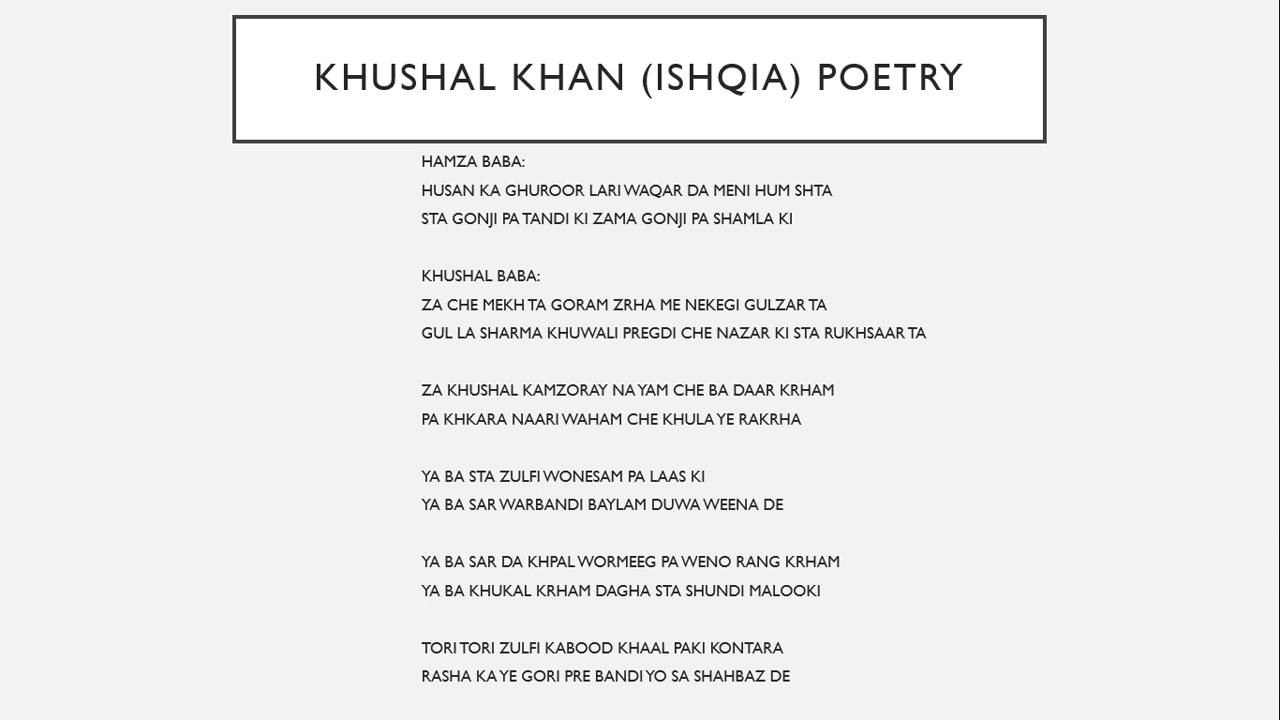 KHUSHAL KHAN (ISHQIA) POETRY
HAMZA BABA:
HUSAN KA GHUROOR LARI WAQAR DA MENI HUM SHTA
STA GONJI PA TANDI KI ZAMA GONJI PA SHAMLA KI
KHUSHAL BABA:
ZA CHE MEKH TA GORAM ZRHA ME NEKEGI GULZAR TA
GUL LA SHARMA KHUWALI PREGDI CHE NAZAR KI STA RUKHSAAR TA
ZA KHUSHAL KAMZORAY NA YAM CHE BA DAAR KRHAM
PA KHKARA NAARI WAHAM CHE KHULA YE RAKRHA
YA BA STA ZULFI WONESAM PA LAAS KI
YA BA SAR WARBANDI BAYLAM DUWA WEENA DE
YA BA SAR DA KHPAL WORMEEG PA WENO RANG KRHAM
YA BA KHUKAL KRHAM DAGHA STA SHUNDI MALOOKI
TORI TORI ZULFI KABOOD KHAAL PAKI KONTARA
RASHA KA YE GORI PRE BANDI YO SA SHAHBAZ DE